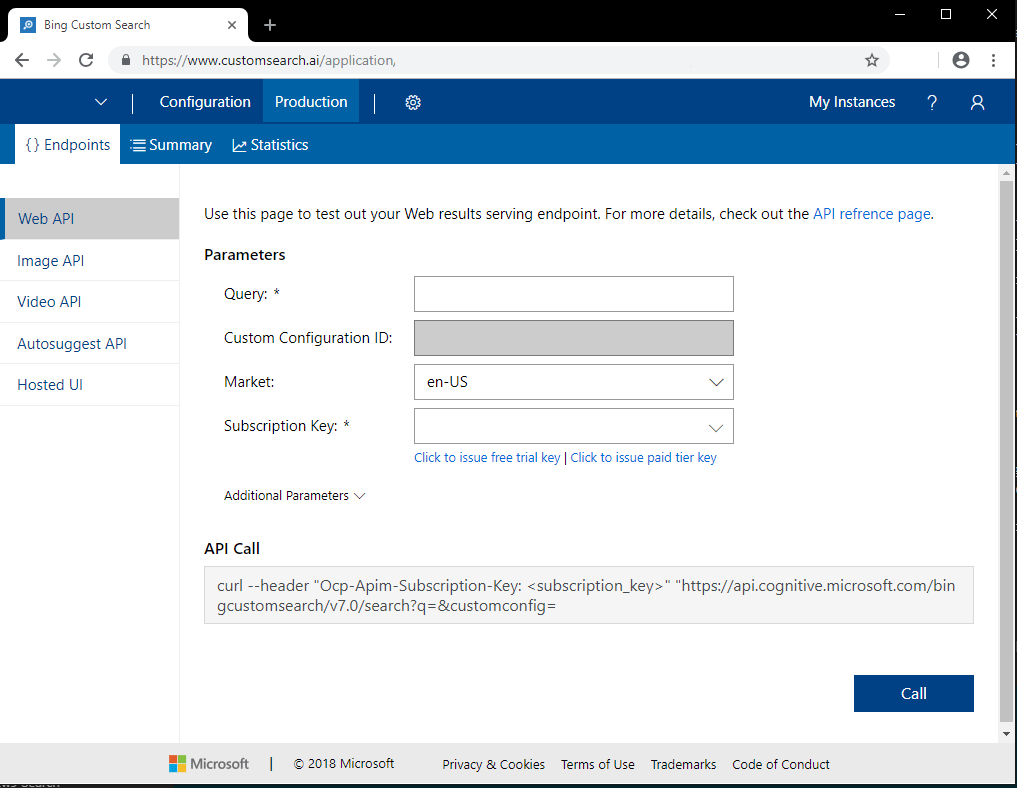 Bing Custom Search
https://www.customsearch.ai/application,
Configuration Production My Instances ?
{ } Endpoints Summary Statistics
Web API
Image API
Video API
Autosuggest API
Hosted UI
Use this page to test out your Web results serving endpoint. For more details, check out the API refrence page.
Parameters
Query: *
Custom Configuration ID:
Market: en-US
Subscription Key: *
Click to issue free trial key | Click to issue paid tier key
Additional Parameters
API Call
curl --header "Ocp-Apim-Subscription-Key: <subscription_key>" "https://api.cognitive.microsoft.com/bin
gcustomsearch/v7.0/search?q=&customconfig=
Call
Microsoft | © 2018 Microsoft Privacy & Cookies Terms of Use Trademarks Code of Conduct